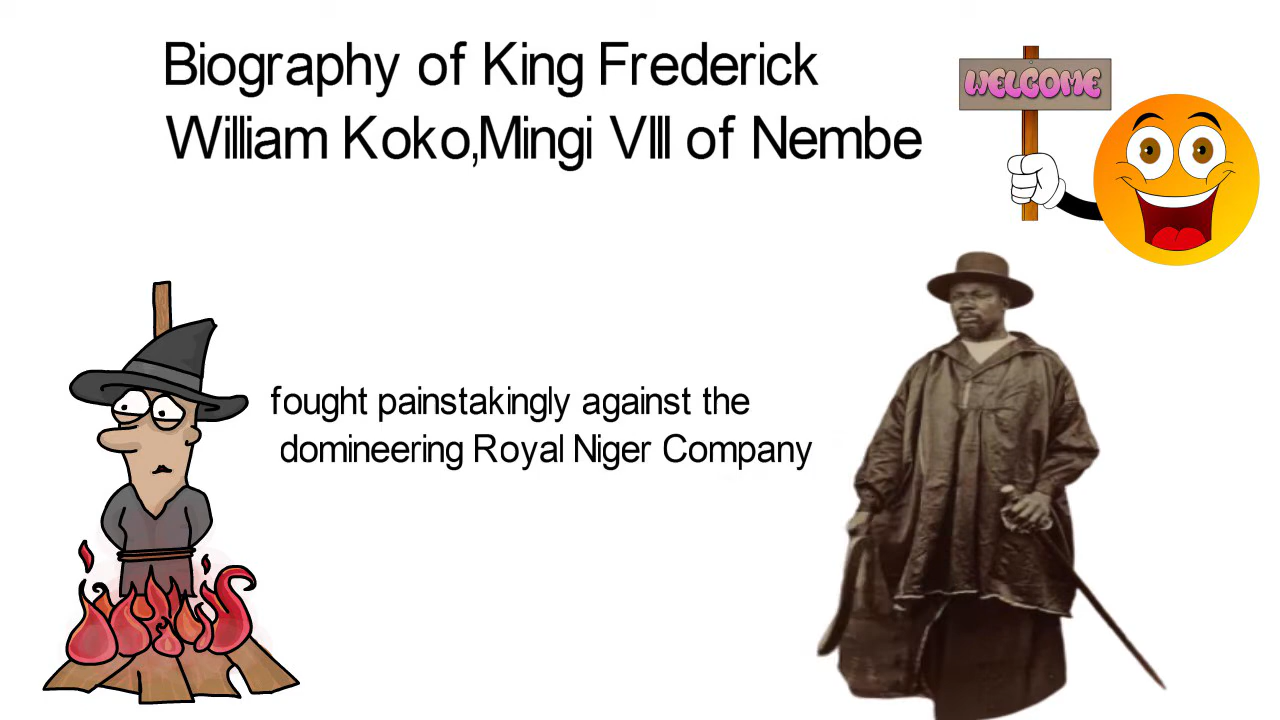 Biography of King Frederick
William Koko,Mingi VIII of Nembe
WELCOME
fought painstakingly against the
domineering Royal Niger Company